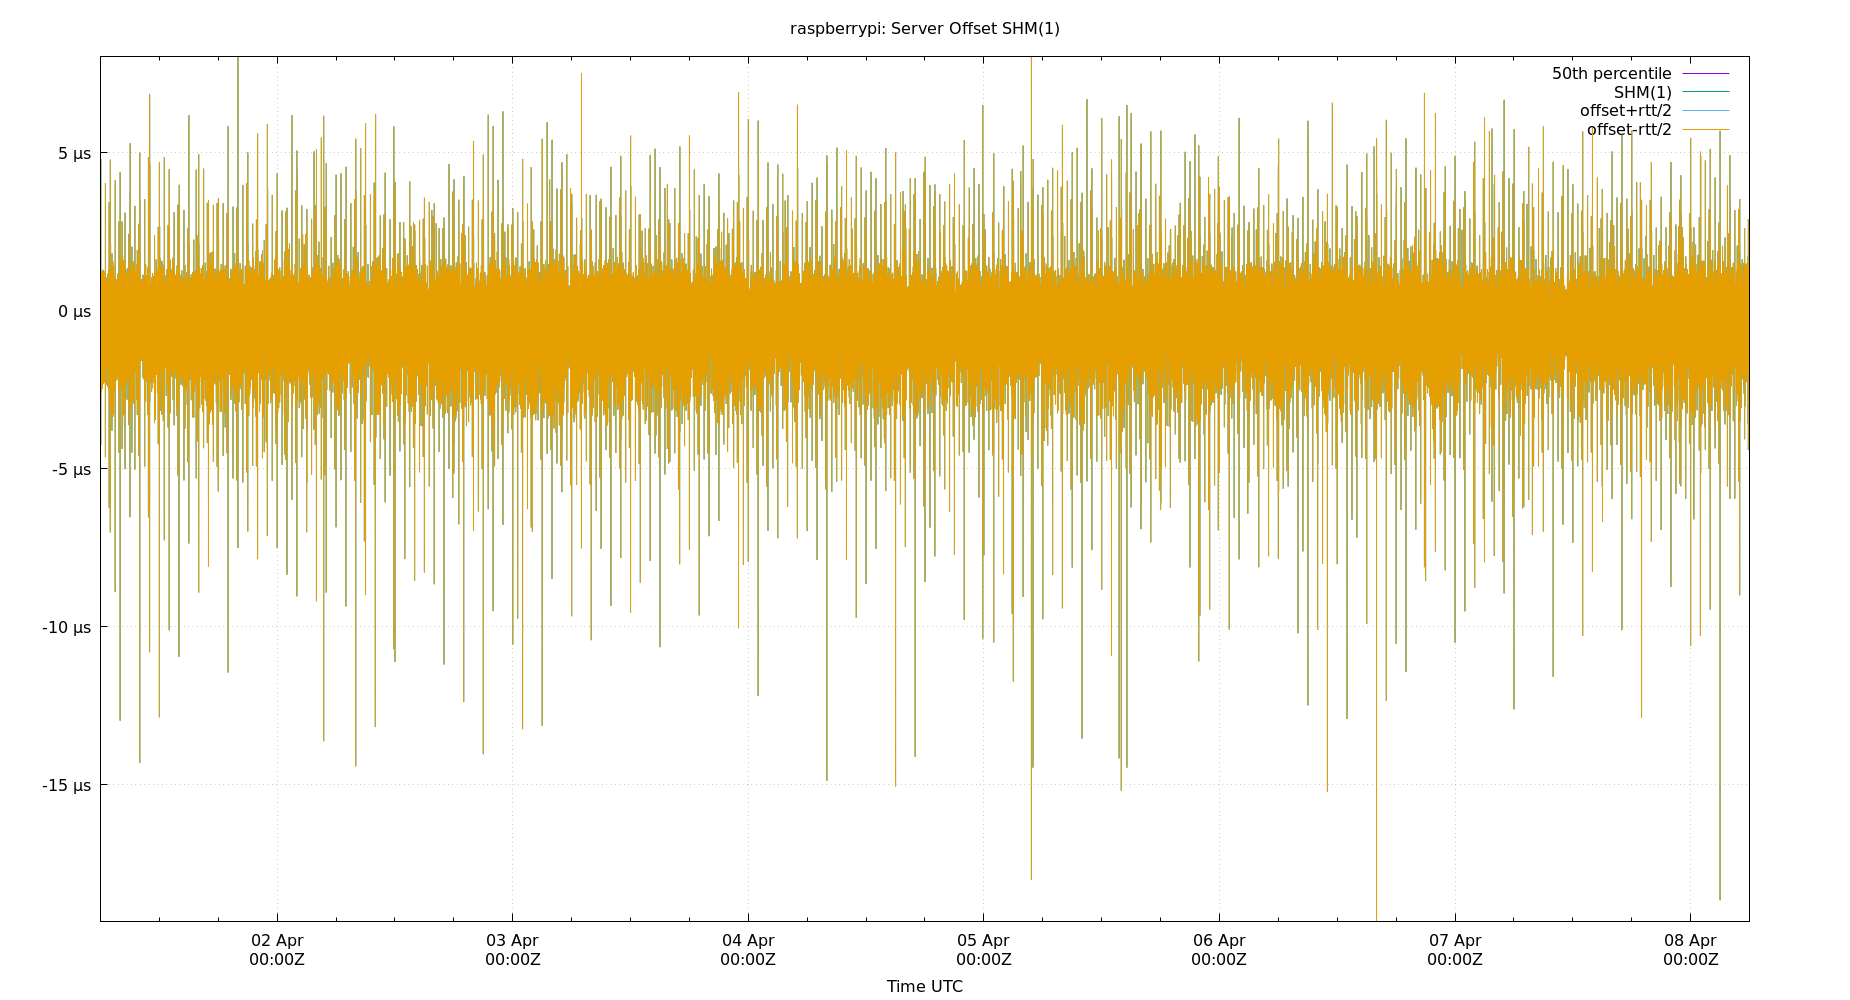 raspberrypi: Server Offset SHM(1)
50th percentile
SHM(1)
offset+rtt/2
offset-rtt/2
5 µs
0 µs
-5 µs
-10 µs
-15 µs
02 Apr
00:00Z
03 Apr
00:00Z
04 Apr
00:00Z
05 Apr
00:00Z
06 Apr
00:00Z
07 Apr
00:00Z
08 Apr
00:00Z
Time UTC